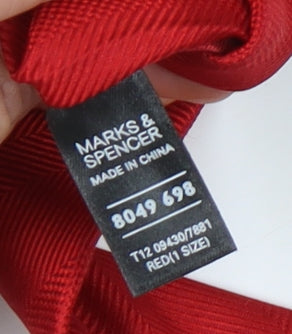 MARKS &
SPENCER
MADE IN CHINA
8049 698
T12 09430/7881
RED(1 SIZE)